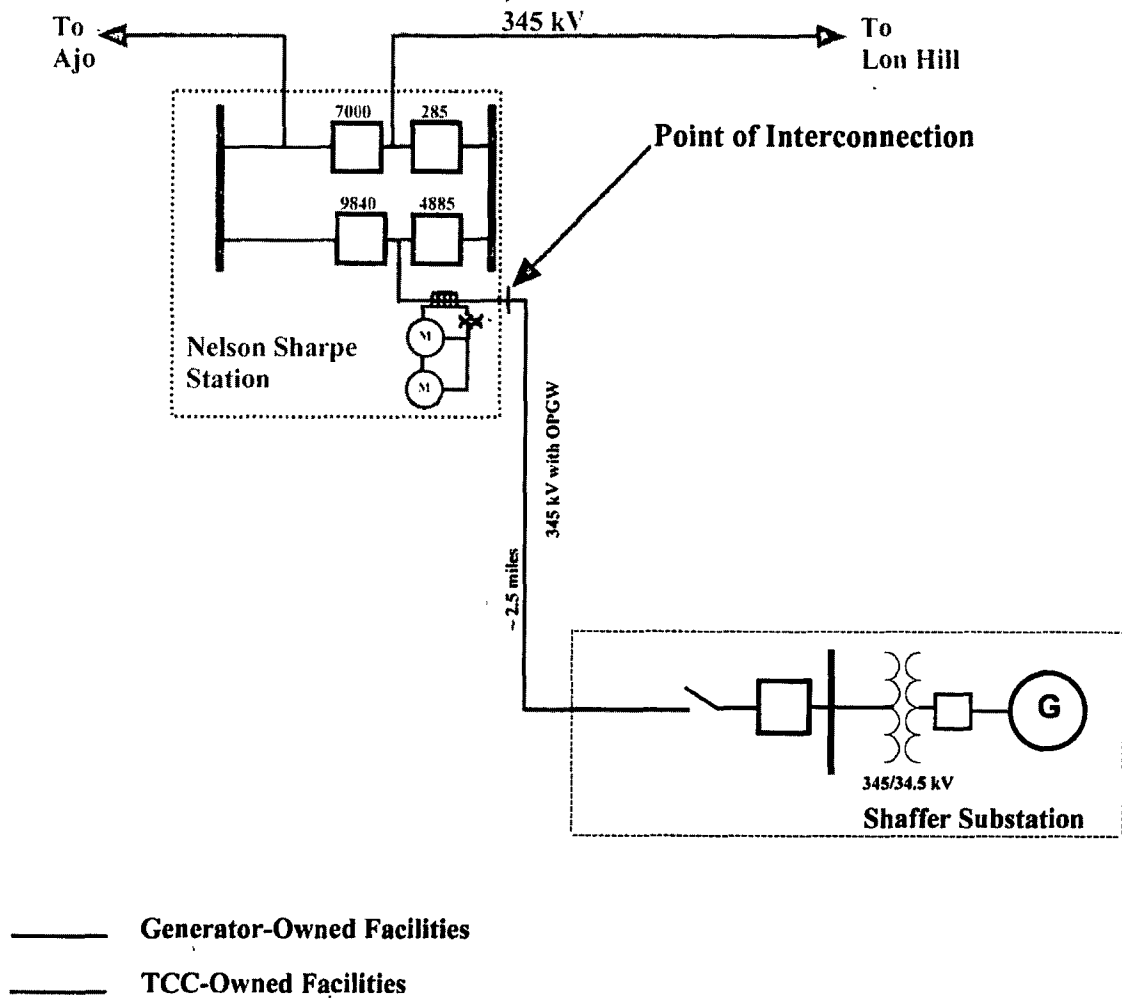 345 kV
To
Ajo
To
Lon Hill
7000
285
Point of Interconnection
9840
4885
M
M
Nelson Sharpe
Station
345 kV with OPGW
~ 2.5 miles
G
345/34.5 kV
Shaffer Substation
Generator-Owned Facilities
TCC-Owned Facilities